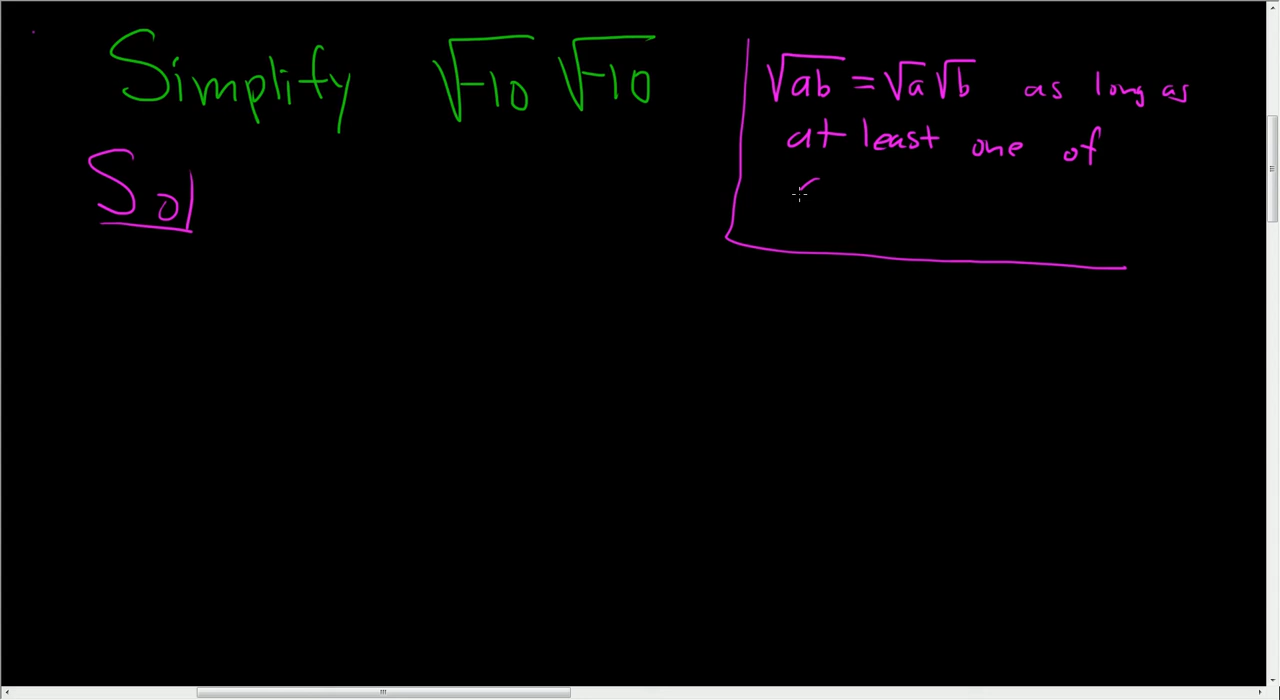 Simplify √-10 √-10
Sol
√ab = √a√b as long as
at least one of